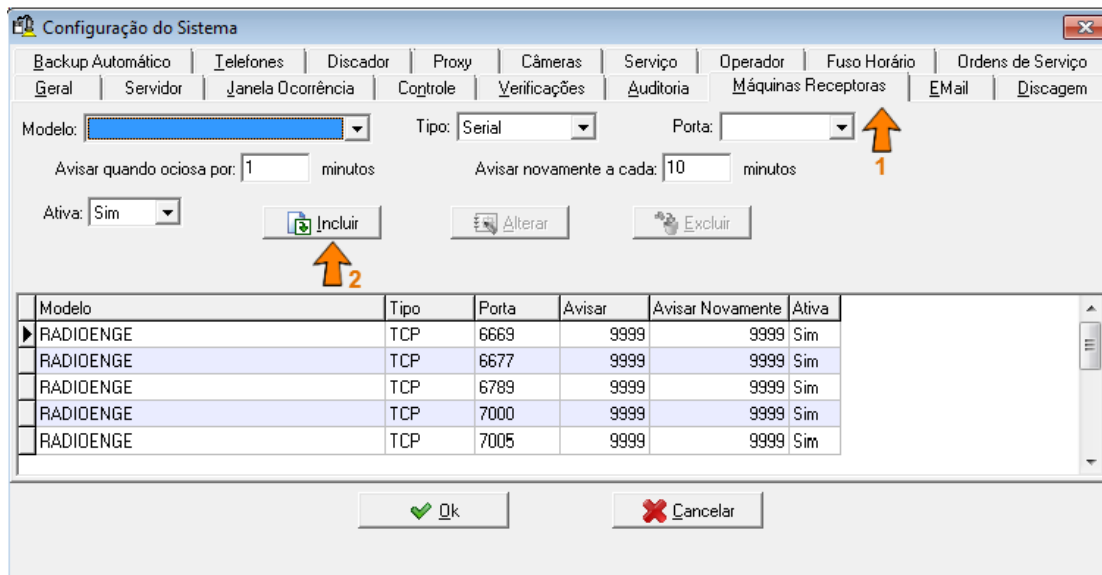 Configuração do Sistema
Backup Automático Telefones Discador Proxy Câmeras Serviço Operador Fuso Horário Ordens de Serviço
Geral Servidor Janela Ocorrência Controle Verificações Auditoria Máquinas Receptoras EMail Discagem
Modelo: Tipo: Serial Porta:
1
Avisar quando ociosa por: 1 minutos Avisar novamente a cada: 10 minutos
Ativa: Sim Incluir Alterar Excluir
2
Modelo Tipo Porta Avisar Avisar Novamente Ativa
RADIOENGE TCP 6669 9999 9999 Sim
RADIOENGE TCP 6677 9999 9999 Sim
RADIOENGE TCP 6789 9999 9999 Sim
RADIOENGE TCP 7000 9999 9999 Sim
RADIOENGE TCP 7005 9999 9999 Sim
Ok Cancelar